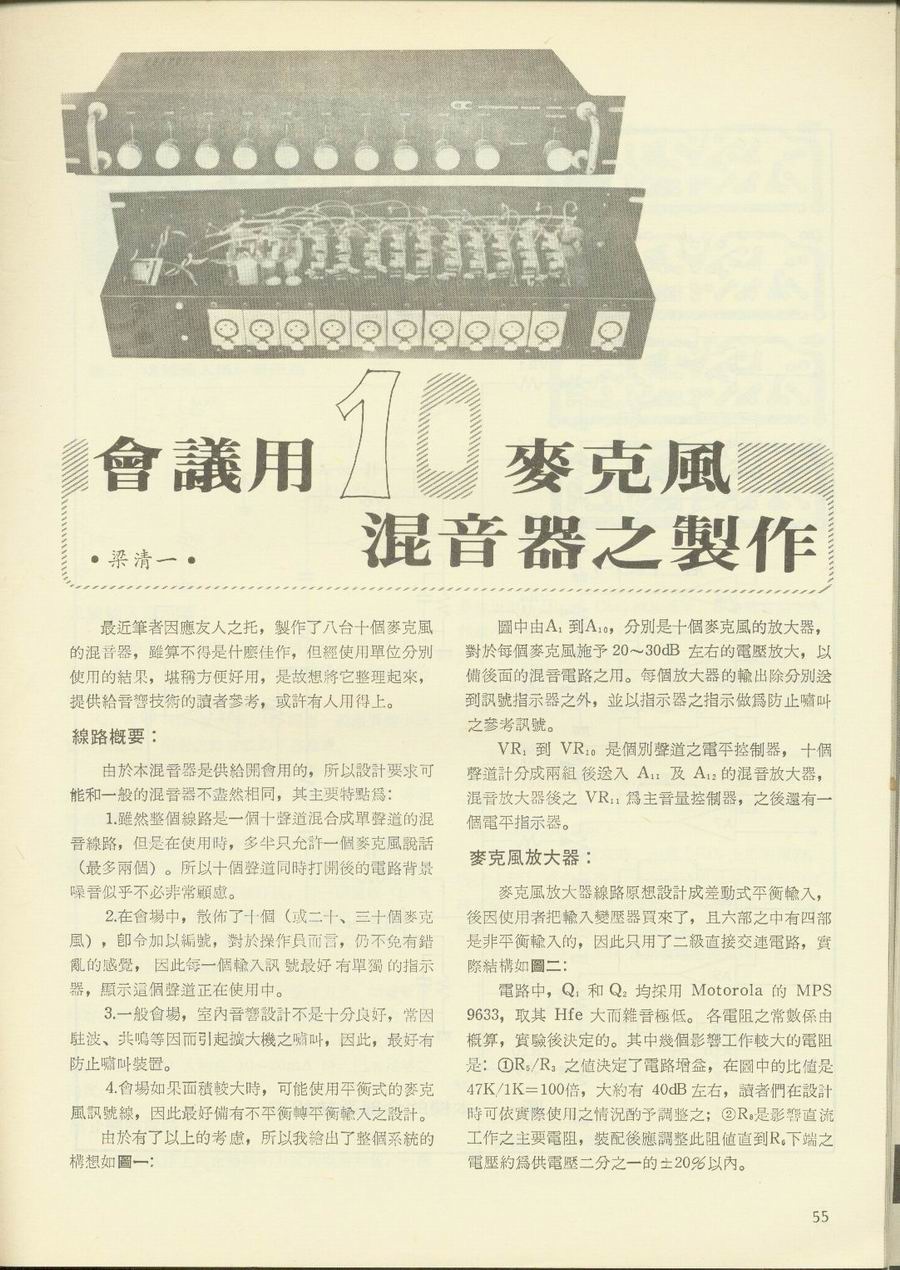 會議用10麥克風
混音器之製作
•梁清一•
最近筆者因應友人之托，製作了八台十個麥克風
的混音器，雖算不得是什麼佳作，但經使用單位分別
使用的結果，堪稱方便好用，是故想將它整理起來，
提供給音響技術的讀者參考，或許有人用得上。
線路概要：
由於本混音器是供給開會用的，所以設計要求可
能和一般的混音器不盡然相同，其主要特點爲：
1.雖然整個線路是一個十聲道混合成單聲道的混
音線路，但是在使用時，多半只允許一個麥克風說話
（最多兩個）。所以十個聲道同時打開後的電路背景
噪音似乎不必非常顧慮。
2.在會場中，散佈了十個（或二十、三十個麥克
風），卽令加以編號，對於操作員而言，仍不免有錯
亂的感覺，因此每一個輸入訊號最好有單獨的指示
器，顯示這個聲道正在使用中。
3.一般會場，室內音響設計不是十分良好，常因
駐波、共鳴等因而引起擴大機之嘯叫，因此，最好有
防止嘯叫裝置。
4.會場如果面積較大時，可能使用平衡式的麥克
風訊號線，因此最好備有不平衡轉平衡輸入之設計。
由於有了以上的考慮，所以我繪出了整個系統的
構想如圖一：
圖中由A₁ 到A₁₀，分別是十個麥克風的放大器，
對於每個麥克風施予 20～30dB 左右的電壓放大，以
備後面的混音電路之用。每個放大器的輸出除分別送
到訊號指示器之外，並以指示器之指示做爲防止嘯叫
之參考訊號。
VR₁ 到 VR₁₀ 是個別聲道之電平控制器，十個
聲道計分成兩組後送入 A₁₁ 及 A₁₂ 的混音放大器，
混音放大器後之 VR₁₁ 爲主音量控制器，之後還有一
個電平指示器。
麥克風放大器：
麥克風放大器線路原想設計成差動式平衡輸入，
後因使用者把輸入變壓器買來了，且六部之中有四部
是非平衡輸入的，因此只用了二級直接交連電路，實
際結構如圖二：
電路中，Q₁ 和 Q₂ 均採用 Motorola 的 MPS
9633，取其 Hfe 大而雜音極低。各電阻之常數係由
概算，實驗後決定的。其中幾個影響工作較大的電阻
是：①R₅/R₃ 之值決定了電路增益，在圖中的比値是
47K/1K=100倍，大約有 40dB 左右，讀者們在設計
時可依實際使用之情況酌予調整之；②R₈是影響直流
工作之主要電阻，裝配後應調整此阻値直到R₆下端之
電壓約爲供電壓二分之一的±20%以內。
55